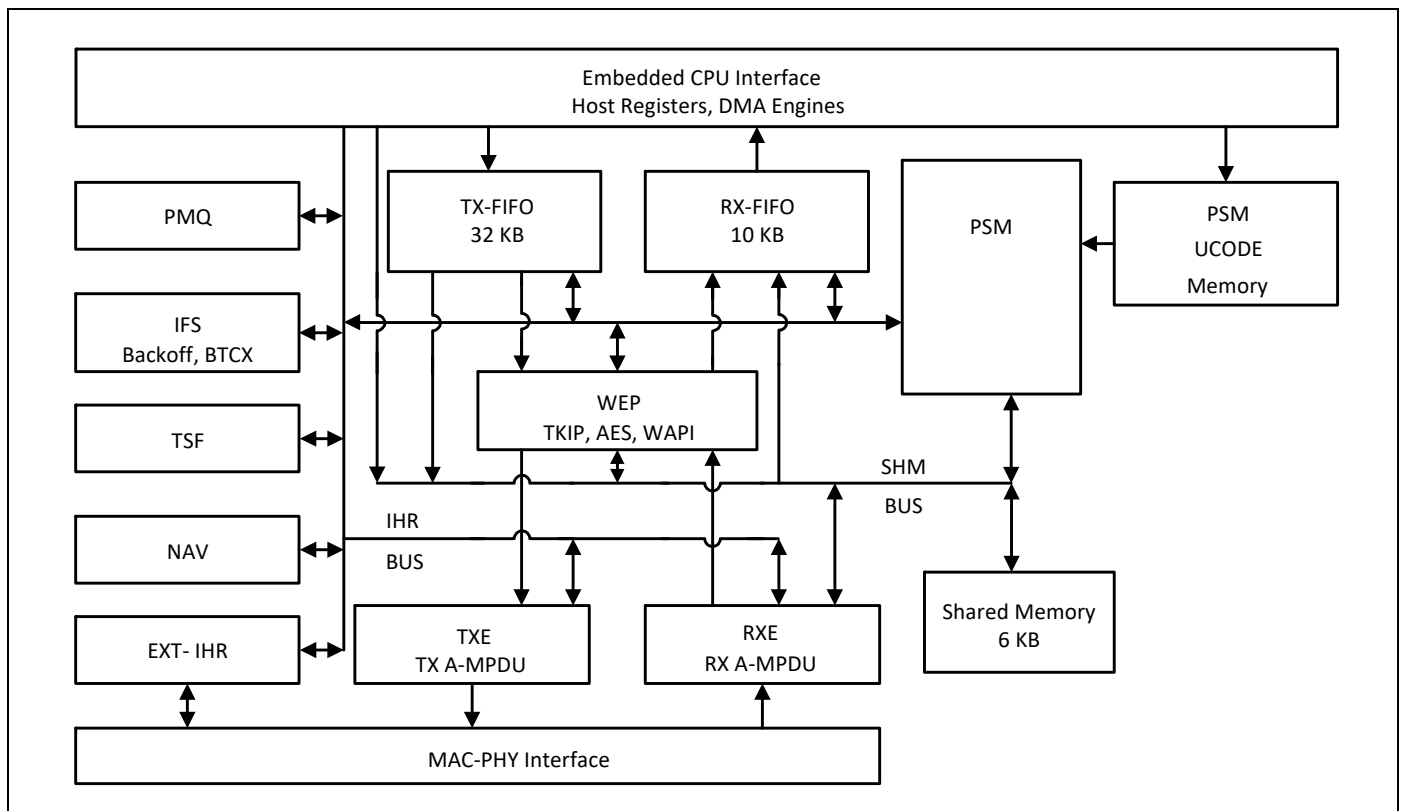 Embedded CPU Interface
Host Registers, DMA Engines
PMQ
TX-FIFO
32 KB
RX-FIFO
10 KB
PSM
PSM
UCODE
Memory
IFS
Backoff, BTCX
WEP
TKIP, AES, WAPI
TSF
SHM
BUS
IHR
BUS
NAV
Shared Memory
6 KB
EXT- IHR
TXE
TX A-MPDU
RXE
RX A-MPDU
MAC-PHY Interface